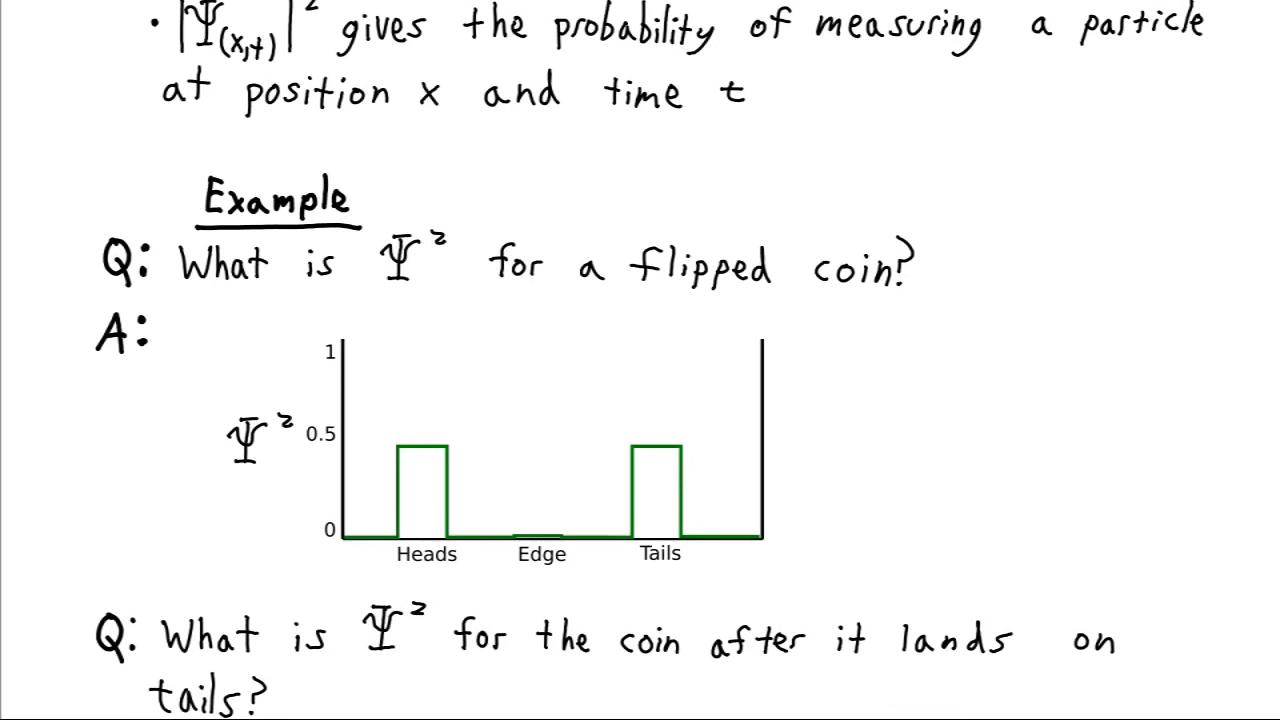 • |Ψ(x,t)|² gives the probability of measuring a particle
at position x and time t
Example
Q: What is Ψ² for a flipped coin?
A:
1
Ψ² 0.5
0
Heads Edge Tails
Q: What is Ψ² for the coin after it lands on
tails?